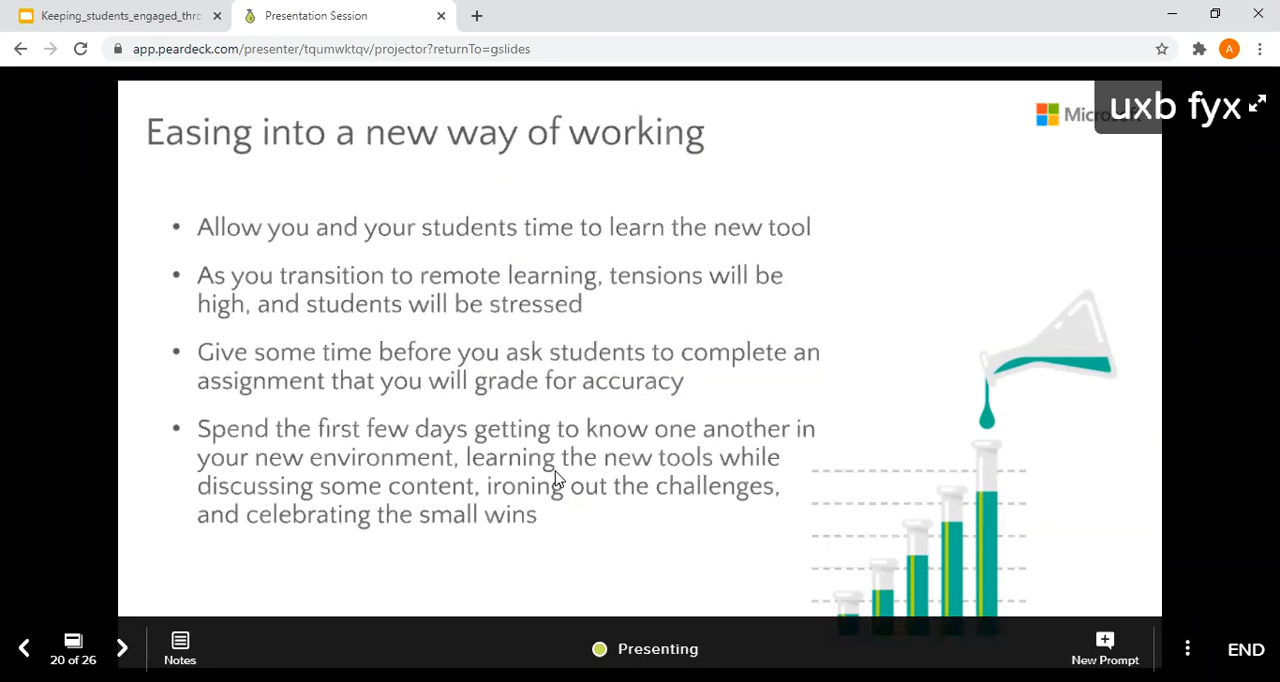 Keeping_students_engaged_thro
Presentation Session
app.peardeck.com/presenter/tqumwktqv/projector?returnTo=gslides
A
uxb fyx
Easing into a new way of working
• Allow you and your students time to learn the new tool
• As you transition to remote learning, tensions will be
high, and students will be stressed
• Give some time before you ask students to complete an
assignment that you will grade for accuracy
• Spend the first few days getting to know one another in
your new environment, learning the new tools while
discussing some content, ironing out the challenges,
and celebrating the small wins
20 of 26
Notes
Presenting
New Prompt
END